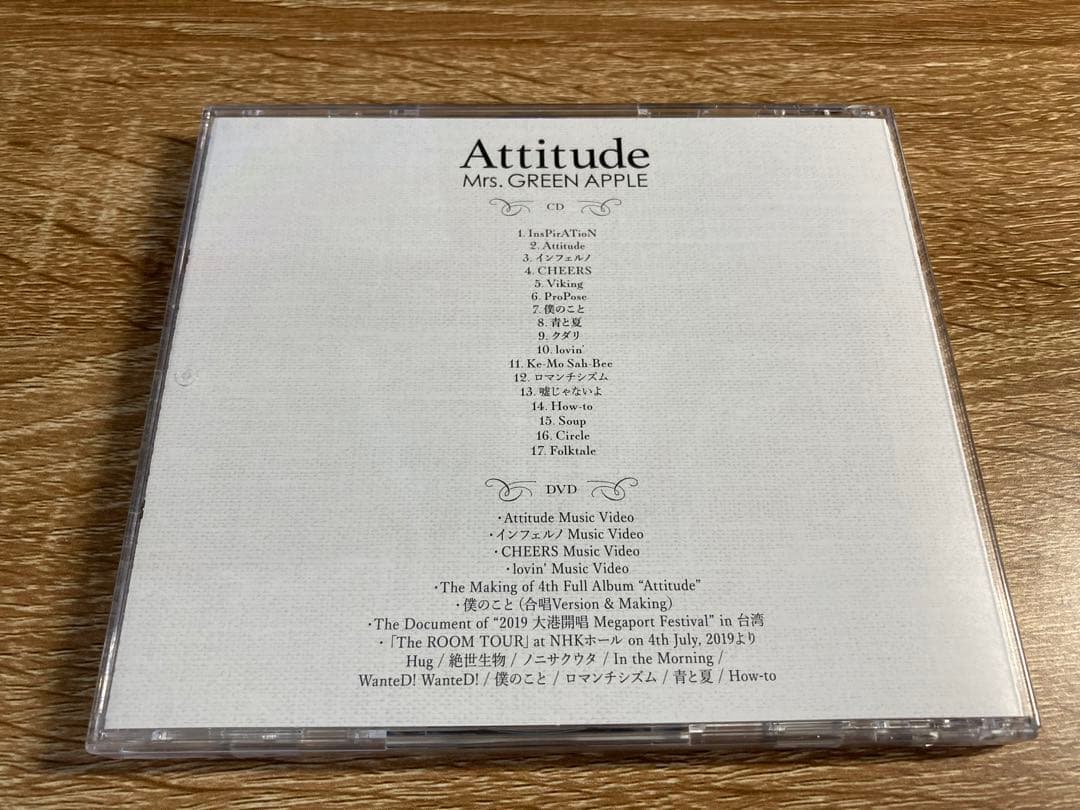 Attitude
Mrs. GREEN APPLE
CD
1. InsPirATioN
2. Attitude
3. インフェルノ
4. CHEERS
5. Viking
6. ProPose
7. 僕のこと
8. 青と夏
9. クダリ
10. lovin'
11. Ke-Mo Sah-Bee
12. ロマンチシズム
13. 嘘じゃないよ
14. How-to
15. Soup
16. Circle
17. Folktale
DVD
・Attitude Music Video
・インフェルノ Music Video
・CHEERS Music Video
・lovin' Music Video
・The Making of 4th Full Album “Attitude”
・僕のこと (合唱Version & Making)
・The Document of “2019 大港開唱 Megaport Festival” in 台湾
・「The ROOM TOUR」 at NHKホール on 4th July, 2019より
Hug / 絶世生物 / ノニサクウタ / In the Morning /
WanteD! WanteD! / 僕のこと / ロマンチシズム / 青と夏 / How-to